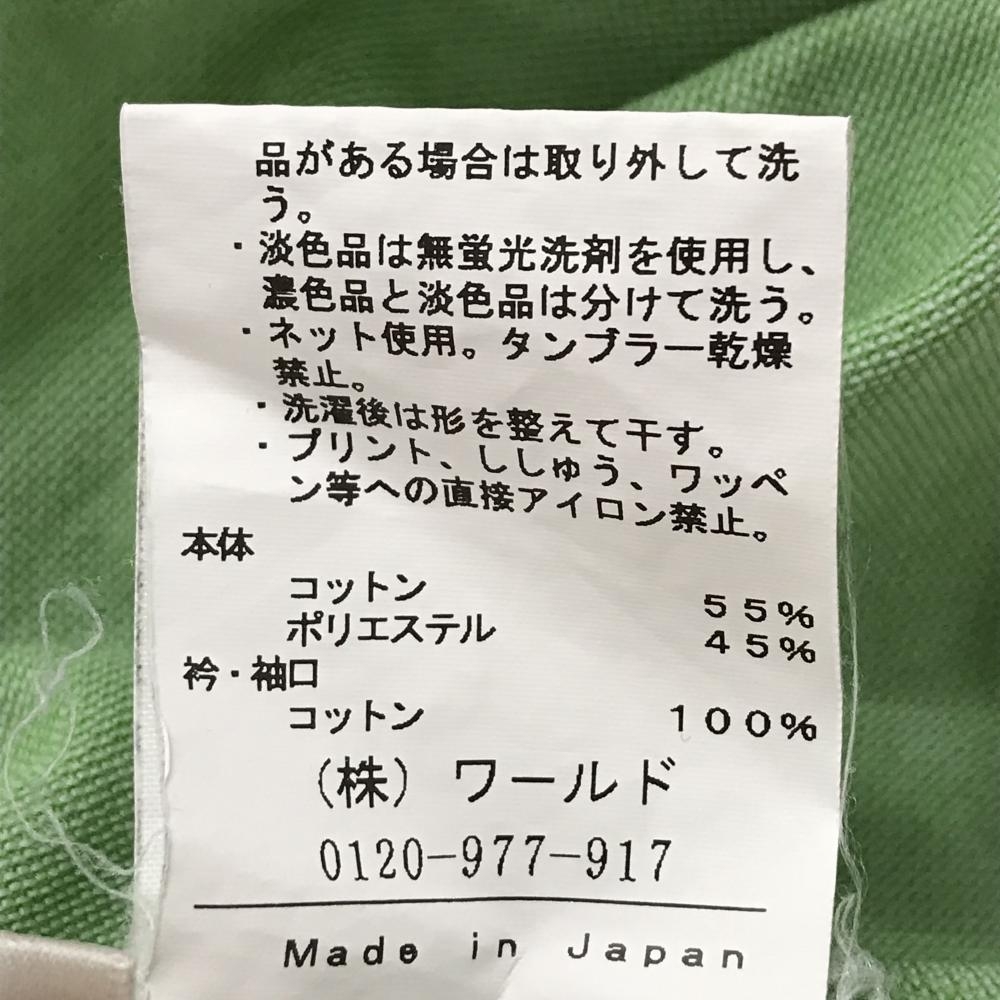 品がある場合は取り外して洗
う。
・淡色品は無蛍光洗剤を使用し、
濃色品と淡色品は分けて洗う。
・ネット使用。タンブラー乾燥
禁止。
・洗濯後は形を整えて干す。
・プリント、ししゅう、ワッペ
ン等への直接アイロン禁止。
本体
コットン 55%
ポリエステル 45%
衿・袖口
コットン 100%
(株) ワールド
0120-977-917
Made in Japan